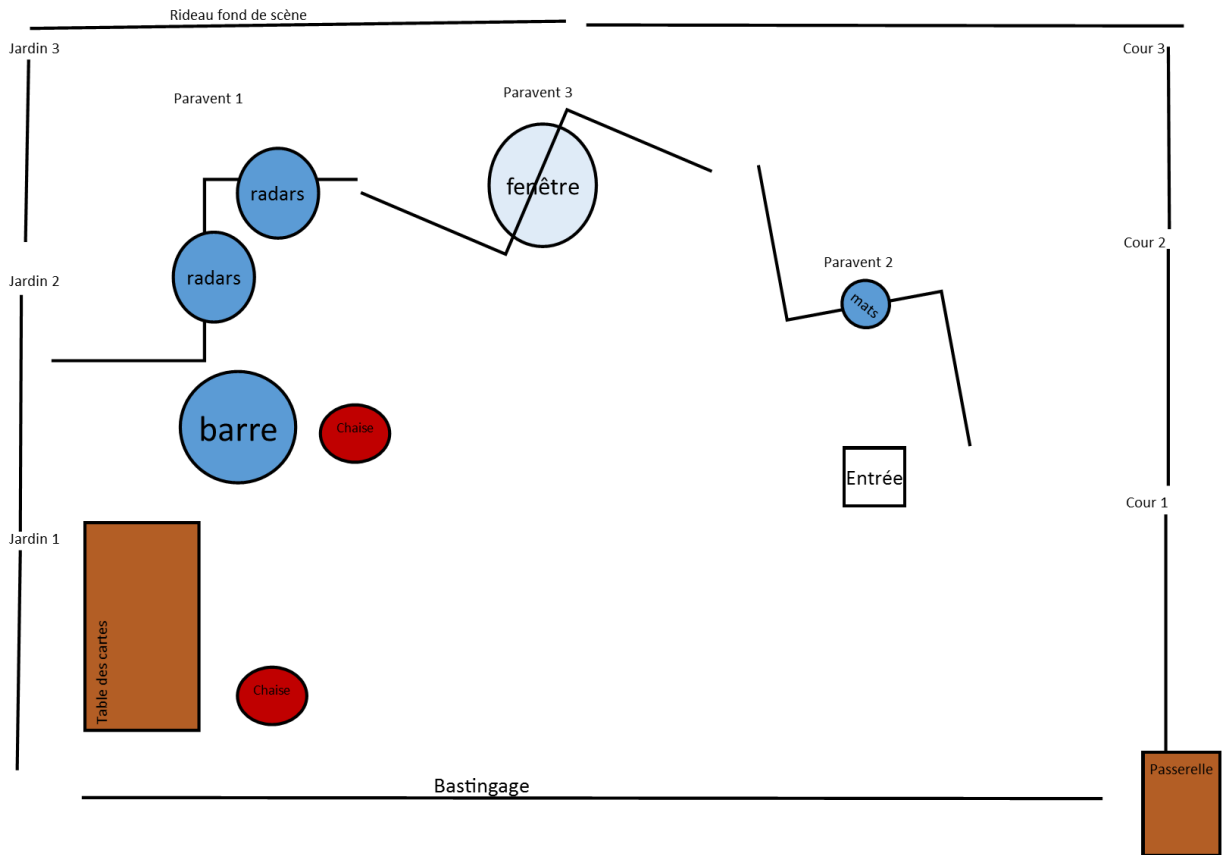 Rideau fond de scène
Jardin 3
Cour 3
Paravent 1
Paravent 3
radars
fenêtre
Cour 2
Paravent 2
radars
Jardin 2
mats
barre
Chaise
Entrée
Cour 1
Jardin 1
Table des cartes
Chaise
Passerelle
Bastingage